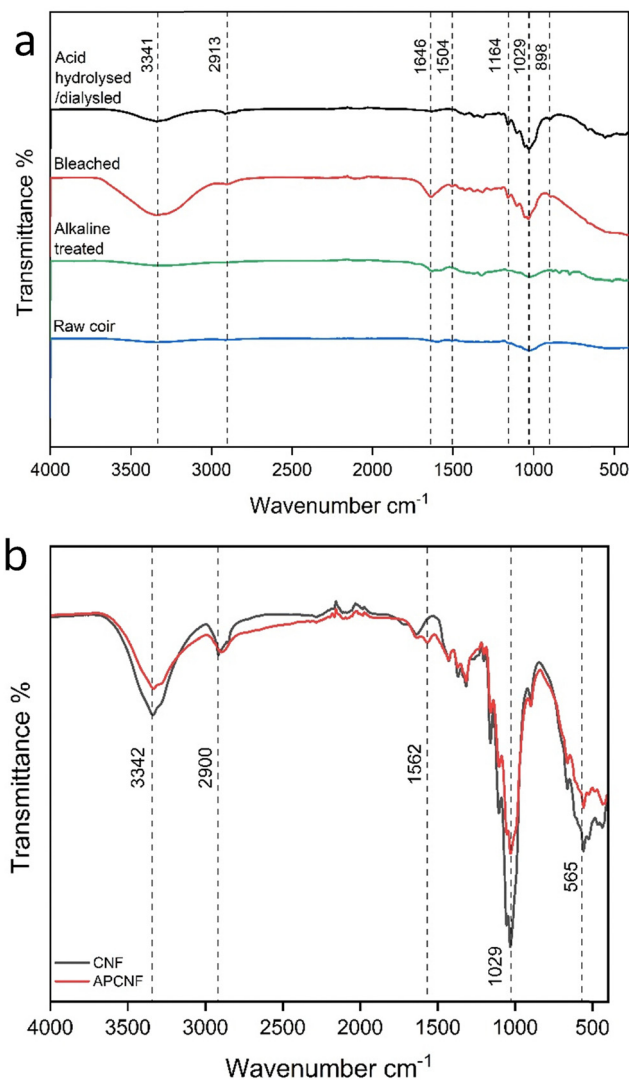 a
3341
2913
1646
1504
1164
1029
898
Acid
hydrolysed
/dialysled
Bleached
Alkaline
treated
Raw coir
Transmittance %
4000
3500
3000
2500
2000
1500
1000
500
Wavenumber cm-1
b
3342
2900
1562
1029
565
Transmittance %
CNF
APCNF
4000
3500
3000
2500
2000
1500
1000
500
Wavenumber cm-1